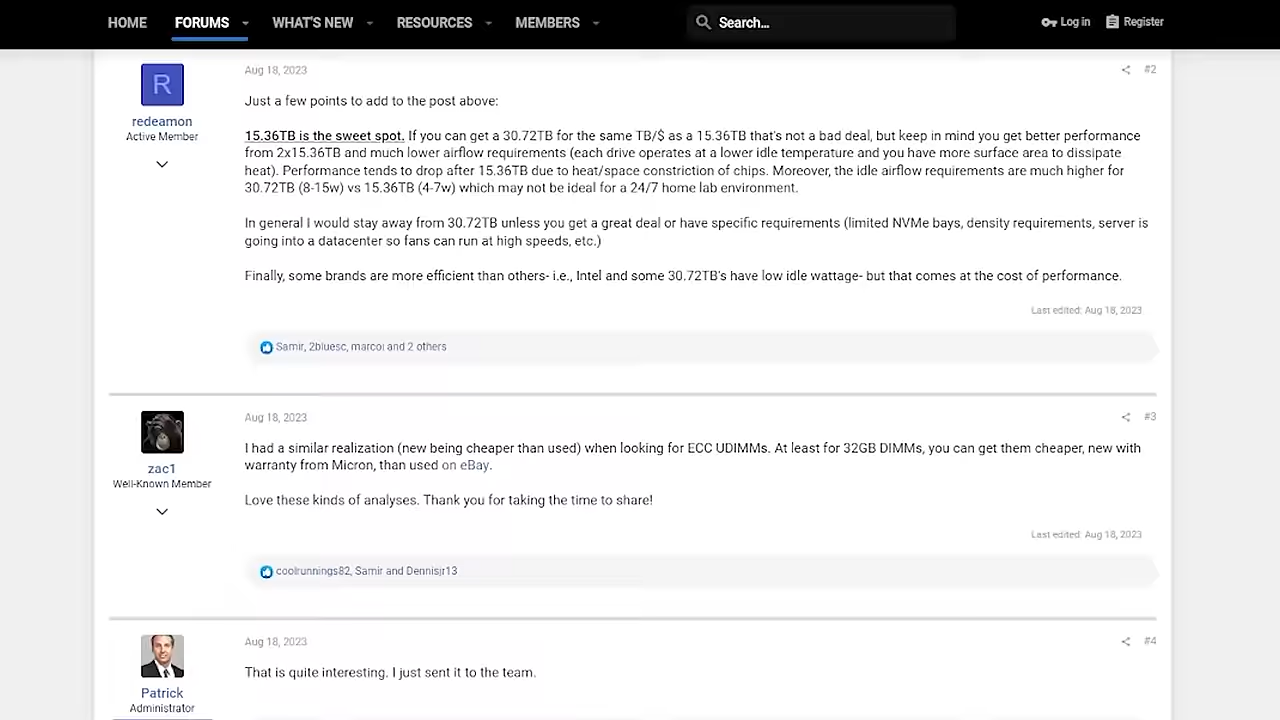 HOME FORUMS WHAT'S NEW RESOURCES MEMBERS Search... Log in Register
R
redeamon
Active Member
Aug 18, 2023 #2
Just a few points to add to the post above:
15.36TB is the sweet spot. If you can get a 30.72TB for the same TB/$ as a 15.36TB that's not a bad deal, but keep in mind you get better performance
from 2x15.36TB and much lower airflow requirements (each drive operates at a lower idle temperature and you have more surface area to dissipate
heat). Performance tends to drop after 15.36TB due to heat/space constriction of chips. Moreover, the idle airflow requirements are much higher for
30.72TB (8-15w) vs 15.36TB (4-7w) which may not be ideal for a 24/7 home lab environment.
In general I would stay away from 30.72TB unless you get a great deal or have specific requirements (limited NVMe bays, density requirements, server is
going into a datacenter so fans can run at high speeds, etc.)
Finally, some brands are more efficient than others- i.e., Intel and some 30.72TB's have low idle wattage- but that comes at the cost of performance.
Last edited: Aug 18, 2023
Samir, 2bluesc, marcoi and 2 others
zac1
Well-Known Member
Aug 18, 2023 #3
I had a similar realization (new being cheaper than used) when looking for ECC UDIMMs. At least for 32GB DIMMs, you can get them cheaper, new with
warranty from Micron, than used on eBay.
Love these kinds of analyses. Thank you for taking the time to share!
Last edited: Aug 18, 2023
coolrunnings82, Samir and Dennisjr13
Patrick
Administrator
Aug 18, 2023 #4
That is quite interesting. I just sent it to the team.